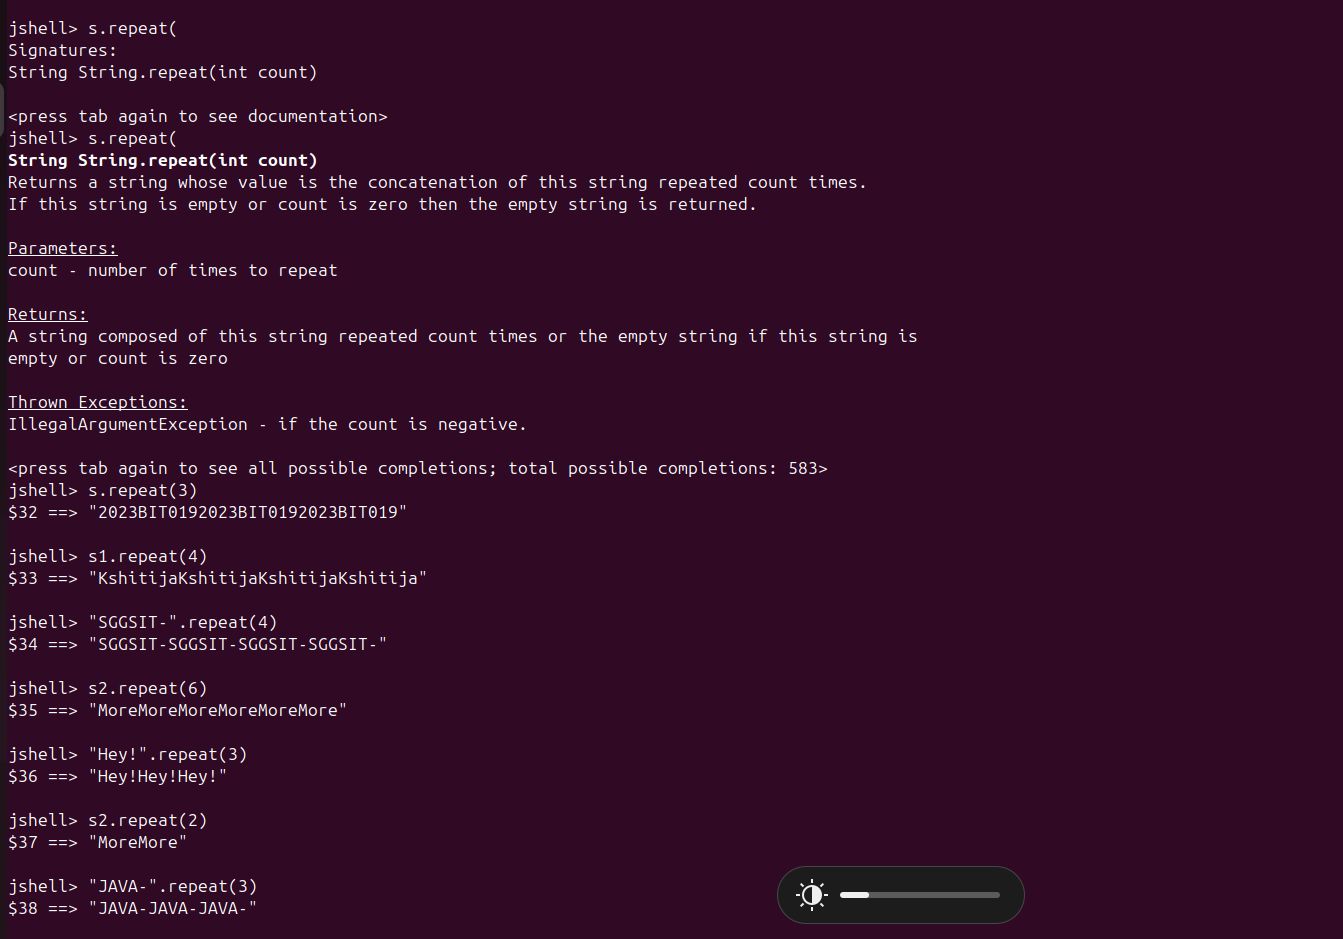 jshell> s.repeat(
Signatures:
String String.repeat(int count)
<press tab again to see documentation>
jshell> s.repeat(
String String.repeat(int count)
Returns a string whose value is the concatenation of this string repeated count times.
If this string is empty or count is zero then the empty string is returned.
Parameters:
count - number of times to repeat
Returns:
A string composed of this string repeated count times or the empty string if this string is
empty or count is zero
Thrown Exceptions:
IllegalArgumentException - if the count is negative.
<press tab again to see all possible completions; total possible completions: 583>
jshell> s.repeat(3)
$32 ==> "2023BIT0192023BIT0192023BIT019"
jshell> s1.repeat(4)
$33 ==> "KshitijaKshitijaKshitijaKshitija"
jshell> "SGGSIT-".repeat(4)
$34 ==> "SGGSIT-SGGSIT-SGGSIT-SGGSIT-"
jshell> s2.repeat(6)
$35 ==> "MoreMoreMoreMoreMoreMore"
jshell> "Hey!".repeat(3)
$36 ==> "Hey!Hey!Hey!"
jshell> s2.repeat(2)
$37 ==> "MoreMore"
jshell> "JAVA-".repeat(3)
$38 ==> "JAVA-JAVA-JAVA-"